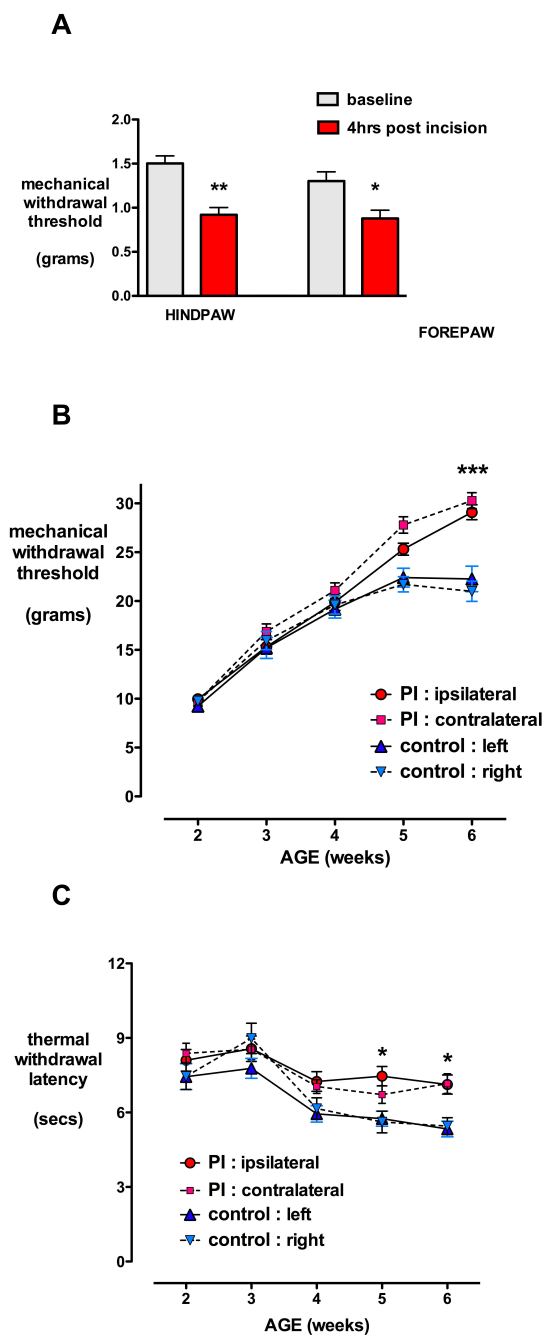 A
baseline
4hrs post incision
mechanical
withdrawal
threshold
(grams)
2.0
1.5
1.0
0.5
0.0
**
*
HINDPAW
FOREPAW
B
***
mechanical
withdrawal
threshold
(grams)
30
25
20
15
10
5
0
PI : ipsilateral
PI : contralateral
control : left
control : right
2 3 4 5 6
AGE (weeks)
C
thermal
withdrawal
latency
(secs)
12
9
6
3
0
* *
PI : ipsilateral
PI : contralateral
control : left
control : right
2 3 4 5 6
AGE (weeks)